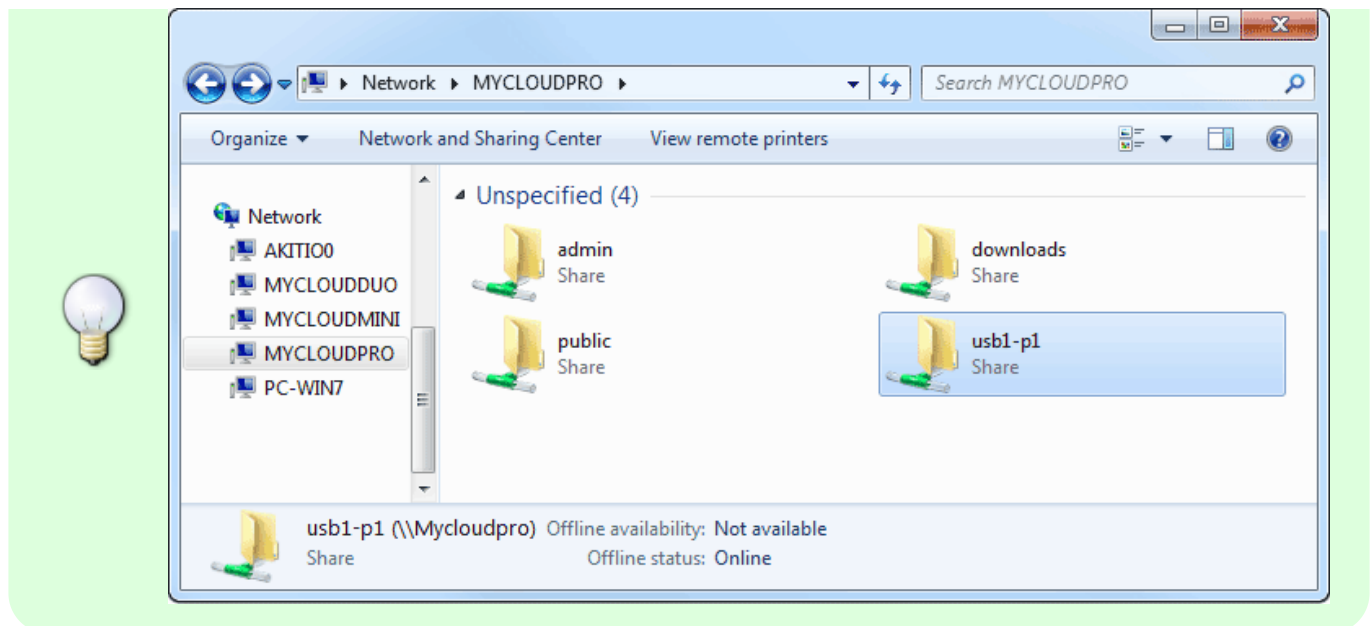 Network MYCLOUDPRO
Search MYCLOUDPRO
Organize Network and Sharing Center View remote printers
Network
AKITIO0
MYCLOUDDUO
MYCLOUDMINI
MYCLOUDPRO
PC-WIN7
Unspecified (4)
admin
Share
downloads
Share
public
Share
usb1-p1
Share
usb1-p1 (\\Mycloudpro) Offline availability: Not available
Share Offline status: Online